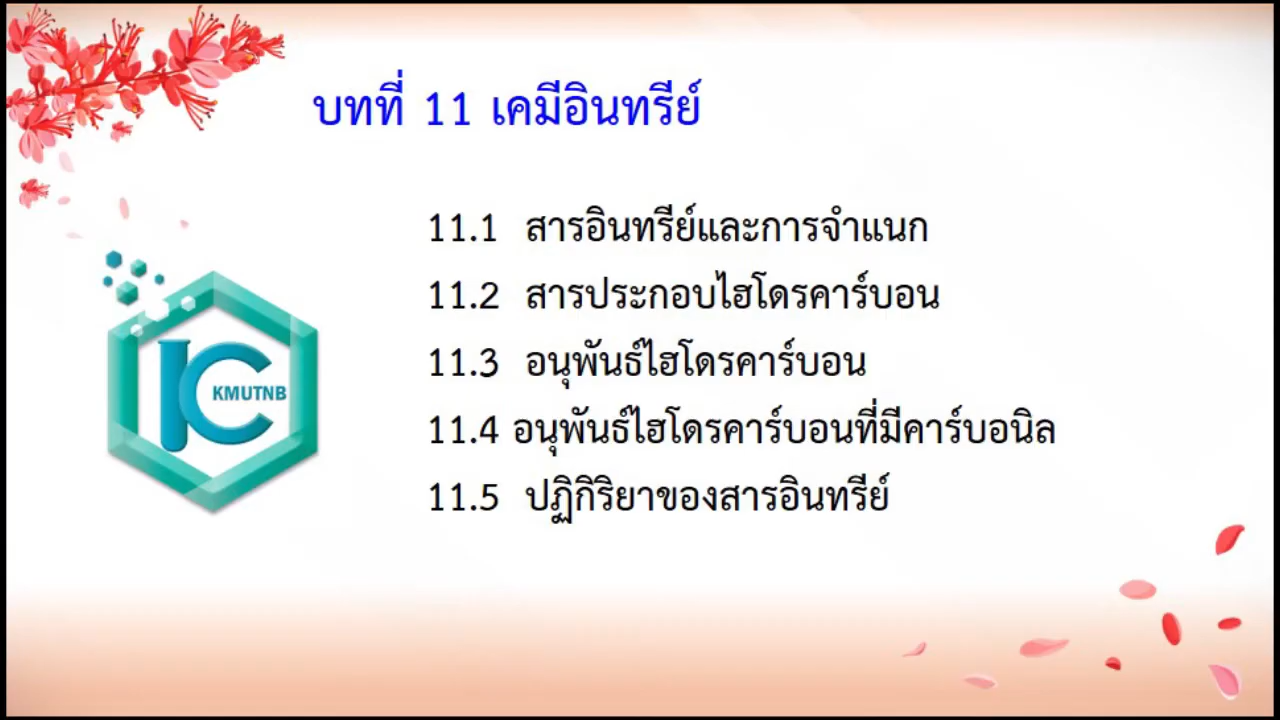 บทที่ 11 เคมีอินทรีย์
11.1 สารอินทรีย์และการจำแนก
11.2 สารประกอบไฮโดรคาร์บอน
11.3 อนุพันธ์ไฮโดรคาร์บอน
11.4 อนุพันธ์ไฮโดรคาร์บอนที่มีคาร์บอนิล
11.5 ปฏิกิริยาของสารอินทรีย์
IC
KMUTNB